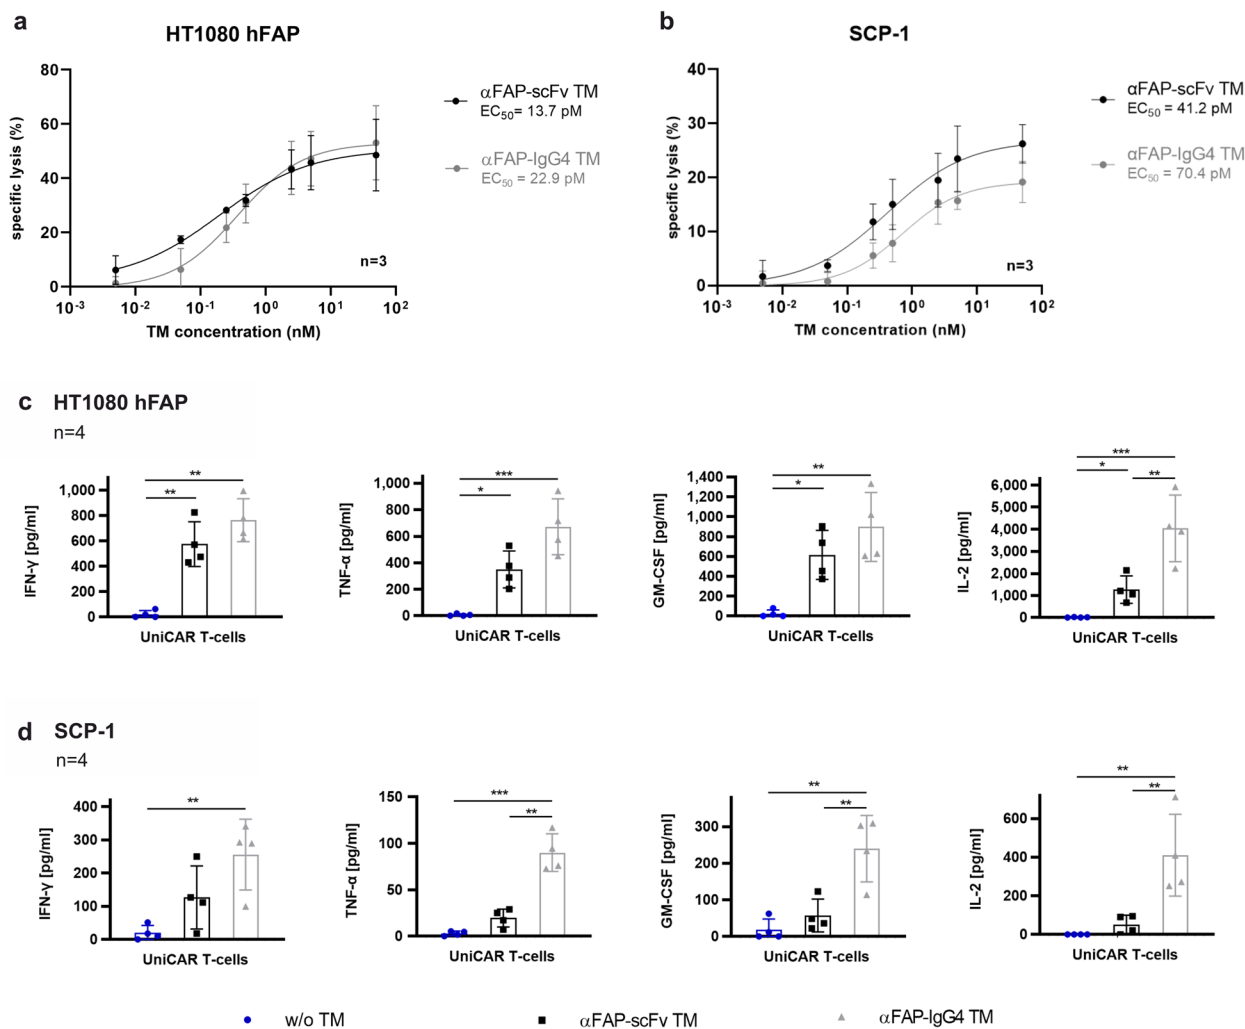 a
HT1080 hFAP
80
60
40
20
0
specific lysis (%)
10-3
10-2
10-1
100
101
102
TM concentration (nM)
n=3
αFAP-scFv TM
EC50= 13.7 pM
αFAP-IgG4 TM
EC50 = 22.9 pM
b
SCP-1
40
30
20
10
0
specific lysis (%)
10-3
10-2
10-1
100
101
102
TM concentration (nM)
n=3
αFAP-scFv TM
EC50 = 41.2 pM
αFAP-IgG4 TM
EC50 = 70.4 pM
c HT1080 hFAP
n=4
IFN-γ [pg/ml]
1,000
800
600
400
200
0
**
**
UniCAR T-cells
TNF-α [pg/ml]
1,000
800
600
400
200
0
***
*
UniCAR T-cells
GM-CSF [pg/ml]
1,400
1,200
1,000
800
600
400
200
0
**
*
UniCAR T-cells
IL-2 [pg/ml]
6,000
5,000
4,000
3,000
2,000
1,000
0
***
*
**
UniCAR T-cells
d SCP-1
n=4
IFN-γ [pg/ml]
400
300
200
100
0
**
UniCAR T-cells
TNF-α [pg/ml]
150
100
50
0
***
**
UniCAR T-cells
GM-CSF [pg/ml]
300
200
100
0
**
**
UniCAR T-cells
IL-2 [pg/ml]
600
400
200
0
**
**
UniCAR T-cells
w/o TM
αFAP-scFv TM
αFAP-IgG4 TM